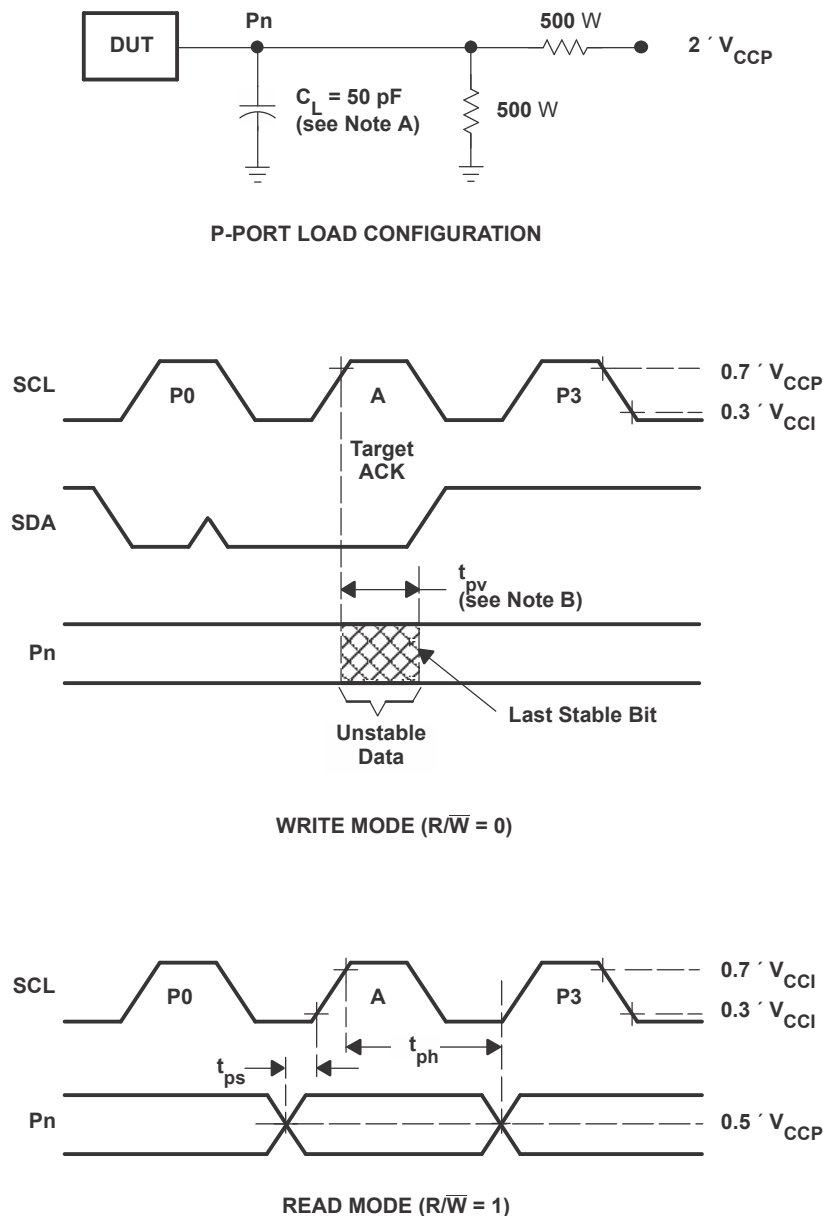 Pn
500 W
DUT
2 ´ VCCP
CL = 50 pF
(see Note A)
500 W
P-PORT LOAD CONFIGURATION
SCL
P0
A
P3
0.7 ´ VCCP
0.3 ´ VCCI
Target
ACK
SDA
tpv
(see Note B)
Pn
Last Stable Bit
Unstable
Data
WRITE MODE (R/W̅ = 0)
SCL
P0
A
P3
0.7 ´ VCCI
0.3 ´ VCCI
tps
tph
Pn
0.5 ´ VCCP
READ MODE (R/W̅ = 1)